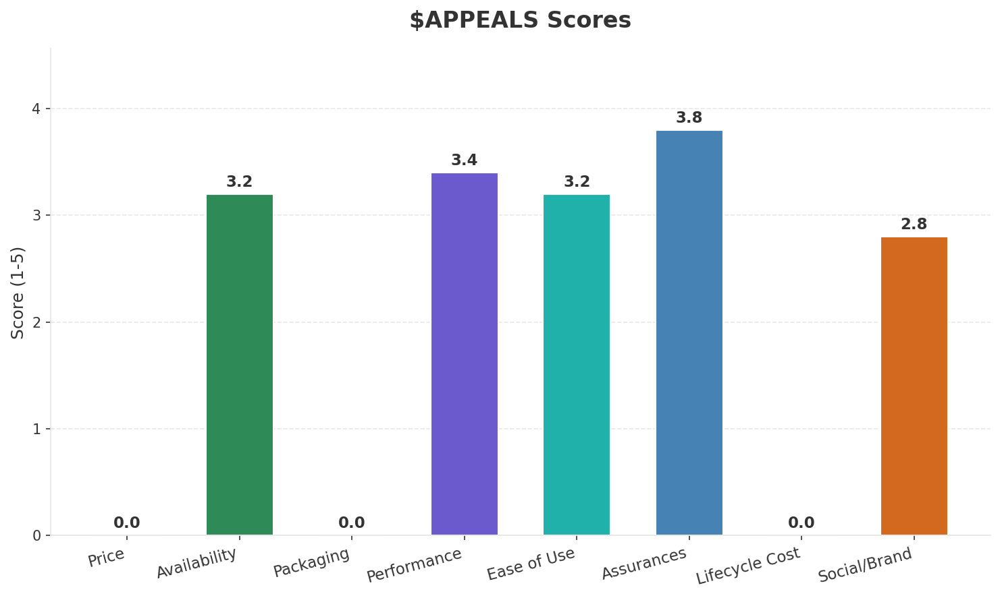 $APPEALS Scores
Score (1-5)
4
3
2
1
0
0.0
3.2
0.0
3.4
3.2
3.8
0.0
2.8
Price
Availability
Packaging
Performance
Ease of Use
Assurances
Lifecycle Cost
Social/Brand